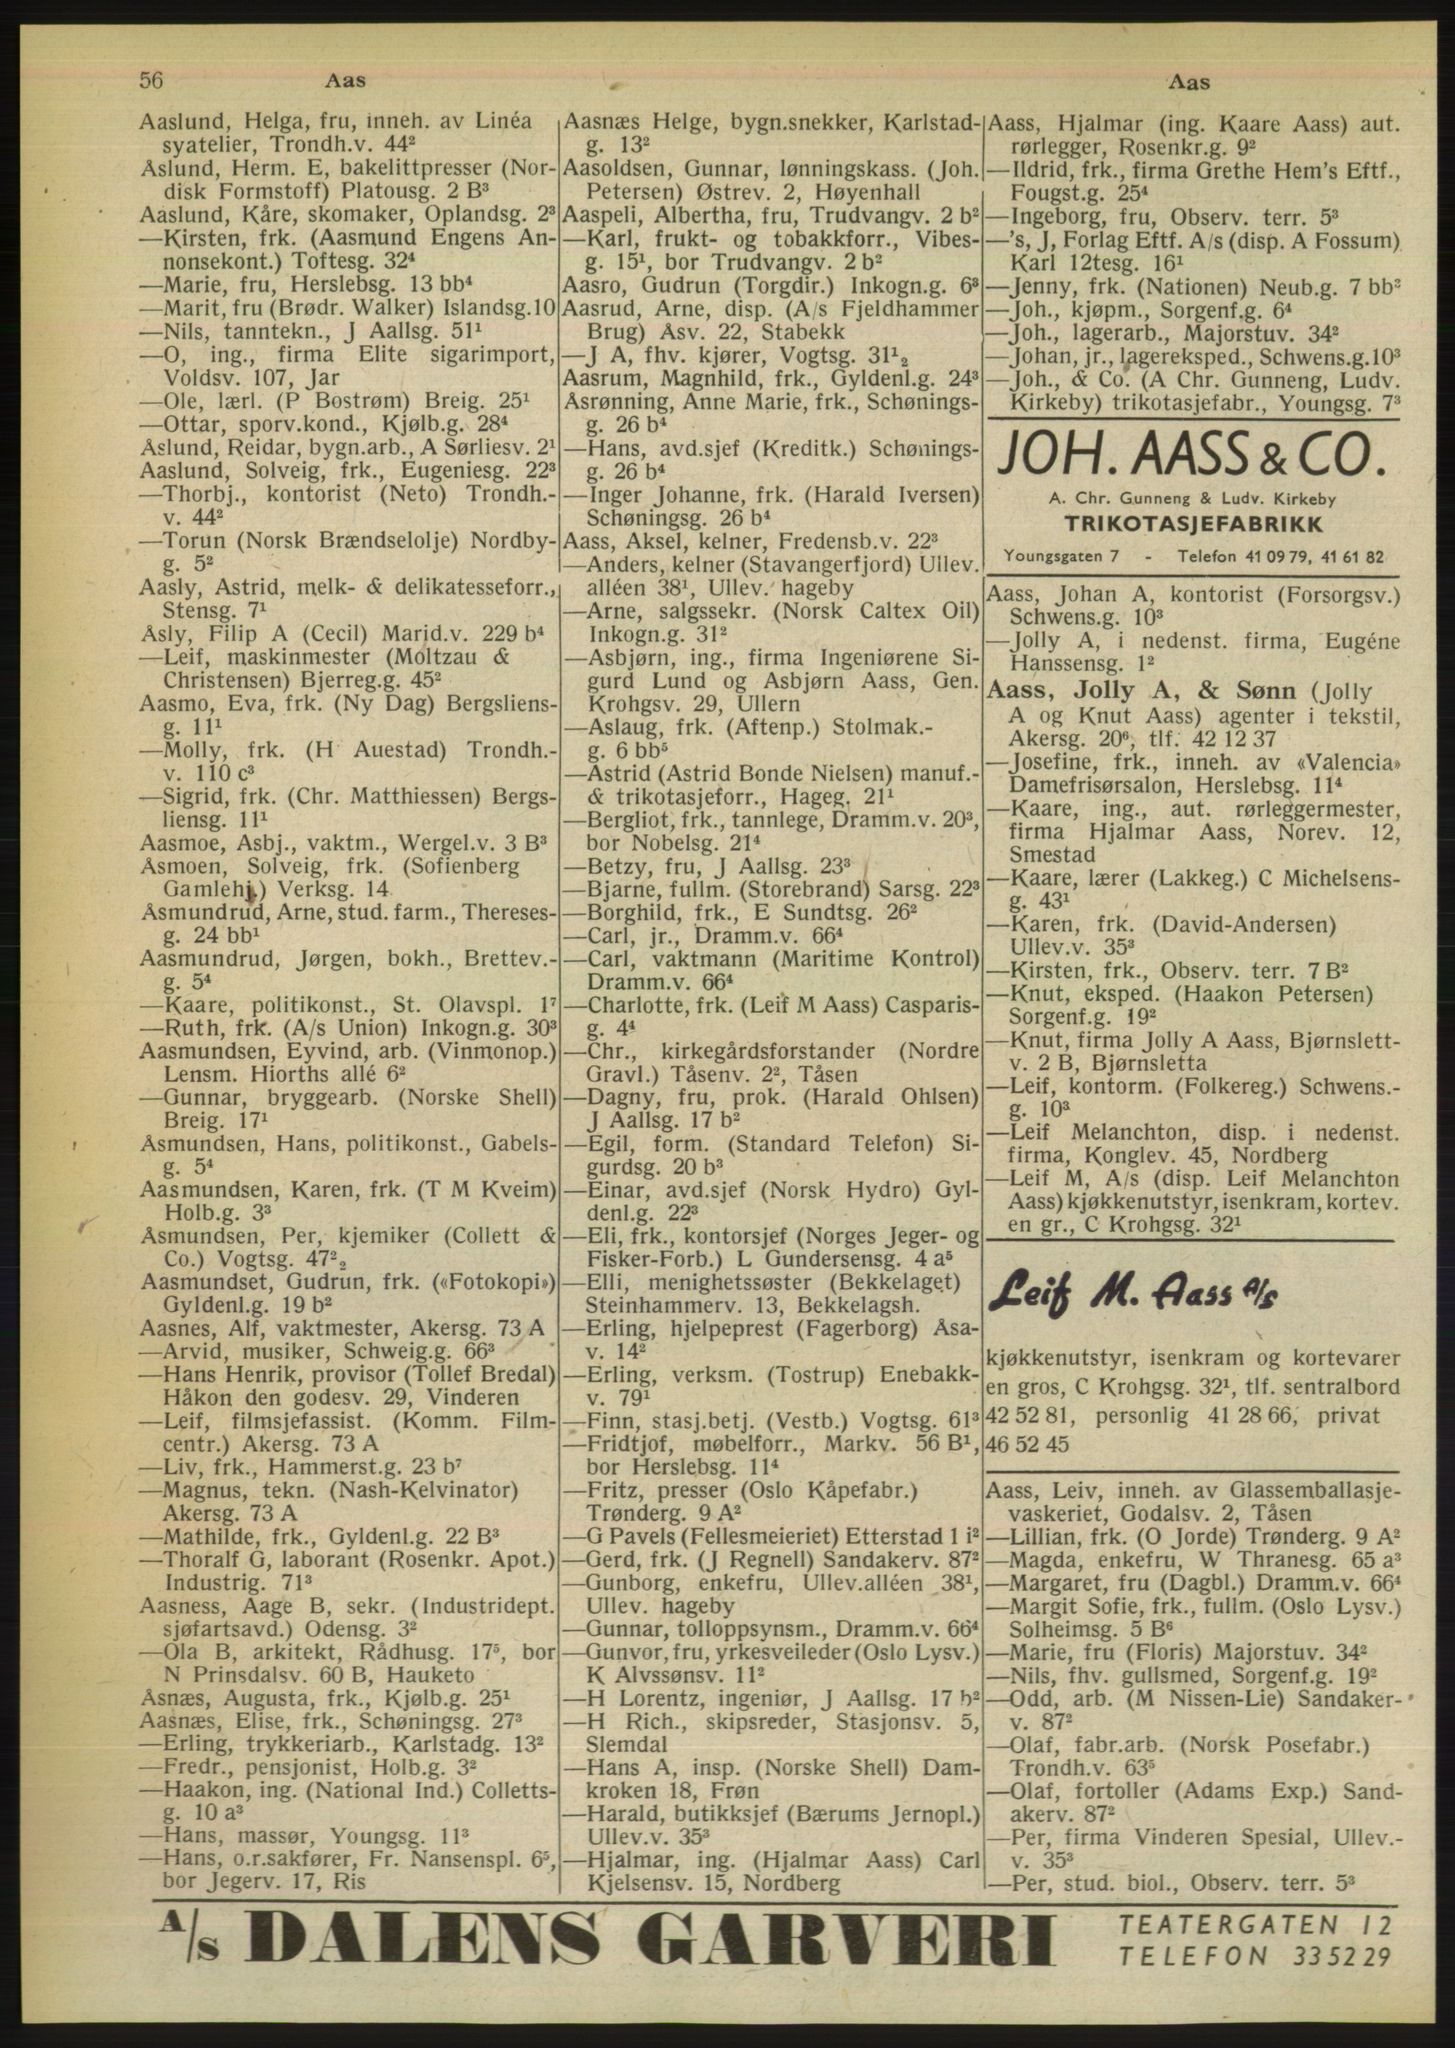 56
Aas
Aas
Aaslund, Helga, fru, inneh. av Linéa
syatelier, Trondh.v. 44²
Åslund, Herm. E, bakelittpresser (Nor-
disk Formstoff) Platousg. 2 B³
Aaslund, Kåre, skomaker, Oplandsg. 2³
—Kirsten, frk. (Aasmund Engens An-
nonsekont.) Toftesg. 32⁴
—Marie, fru, Herslebsg. 13 bb⁴
—Marit, fru (Brødr. Walker) Islandsg.10
—Nils, tanntekn., J Aallsg. 51¹
—O, ing., firma Elite sigarimport,
Voldsv. 107, Jar
—Ole, lærl. (P Bostrøm) Breig. 25¹
—Ottar, sporv.kond., Kjølb.g. 28⁴
Åslund, Reidar, bygn.arb., A Sørliesv. 2¹
Aaslund, Solveig, frk., Eugeniesg. 22³
—Thorbj., kontorist (Neto) Trondh.-
v. 44²
—Torun (Norsk Brændselolje) Nordby-
g. 5²
Aasly, Astrid, melk- & delikatesseforr.,
Stensg. 7¹
Åsly, Filip A (Cecil) Marid.v. 229 b⁴
—Leif, maskinmester (Moltzau &
Christensen) Bjerreg.g. 45²
Aasmo, Eva, frk. (Ny Dag) Bergsliens-
g. 11¹
—Molly, frk. (H Auestad) Trondh.-
v. 110 c³
—Sigrid, frk. (Chr. Matthiessen) Bergs-
liensg. 11¹
Aasmoe, Asbj., vaktm., Wergel.v. 3 B³
Åsmoen, Solveig, frk. (Sofienberg
Gamlehj.) Verksg. 14
Åsmundrud, Arne, stud. farm., Thereses-
g. 24 bb¹
Aasmundrud, Jørgen, bokh., Brettev.-
g. 5⁴
—Kaare, politikonst., St. Olavspl. 1⁷
—Ruth, frk. (A/s Union) Inkogn.g. 30³
Aasmundsen, Eyvind, arb. (Vinmonop.)
Lensm. Hiorths allé 6²
—Gunnar, bryggearb. (Norske Shell)
Breig. 17¹
Åsmundsen, Hans, politikonst., Gabels-
g. 5⁴
Aasmundsen, Karen, frk. (T M Kveim)
Holb.g. 3³
Åsmundsen, Per, kjemiker (Collett &
Co.) Vogtsg. 47²₂
Aasmundset, Gudrun, frk. («Fotokopi»)
Gyldenl.g. 19 b²
Aasnes, Alf, vaktmester, Akersg. 73 A
—Arvid, musiker, Schweig.g. 66³
—Hans Henrik, provisor (Tollef Bredal)
Håkon den godesv. 29, Vinderen
—Leif, filmsjefassist. (Komm. Film-
centr.) Akersg. 73 A
—Liv, frk., Hammerst.g. 23 b⁷
—Magnus, tekn. (Nash-Kelvinator)
Akersg. 73 A
—Mathilde, frk., Gyldenl.g. 22 B³
—Thoralf G, laborant (Rosenkr. Apot.)
Industrig. 71³
Aasness, Aage B, sekr. (Industridept.
sjøfartsavd.) Odensg. 3²
—Ola B, arkitekt, Rådhusg. 17⁵, bor
N Prinsdalsv. 60 B, Hauketo
Åsnæs, Augusta, frk., Kjølb.g. 25¹
Aasnæs, Elise, frk., Schøningsg. 27³
—Erling, trykkeriarb., Karlstadg. 13²
—Fredr., pensjonist, Holb.g. 3²
—Haakon, ing. (National Ind.) Colletts-
g. 10 a³
—Hans, massør, Youngsg. 11³
—Hans, o.r.sakfører, Fr. Nansenspl. 6⁵,
bor Jegerv. 17, Ris
Aasnæs Helge, bygn.snekker, Karlstad-
g. 13²
Aasoldsen, Gunnar, lønningskass. (Joh.
Petersen) Østrev. 2, Høyenhall
Aaspeli, Albertha, fru, Trudvangv. 2 b²
—Karl, frukt- og tobakkforr., Vibes-
g. 15¹, bor Trudvangv. 2 b²
Aasro, Gudrun (Torgdir.) Inkogn.g. 6³
Aasrud, Arne, disp. (A/s Fjeldhammer
Brug) Åsv. 22, Stabekk
—J A, fhv. kjører, Vogtsg. 31¹₂
Aasrum, Magnhild, frk., Gyldenl.g. 24³
Åsrønning, Anne Marie, frk., Schønings-
g. 26 b⁴
—Hans, avd.sjef (Kreditk.) Schønings-
g. 26 b⁴
—Inger Johanne, frk. (Harald Iversen)
Schøningsg. 26 b⁴
Aass, Aksel, kelner, Fredensb.v. 22³
—Anders, kelner (Stavangerfjord) Ullev.
alléen 38¹, Ullev. hageby
—Arne, salgssekr. (Norsk Caltex Oil)
Inkogn.g. 31²
—Asbjørn, ing., firma Ingeniørene Si-
gurd Lund og Asbjørn Aass, Gen.
Krohgsv. 29, Ullern
—Aslaug, frk. (Aftenp.) Stolmak.-
g. 6 bb⁵
—Astrid (Astrid Bonde Nielsen) manuf.-
& trikotasjeforr., Hageg. 21¹
—Bergliot, frk., tannlege, Dramm.v. 20³,
bor Nobelsg. 21⁴
—Betzy, fru, J Aallsg. 23³
—Bjarne, fullm. (Storebrand) Sarsg. 22³
—Borghild, frk., E Sundtsg. 26²
—Carl, jr., Dramm.v. 66⁴
—Carl, vaktmann (Maritime Kontrol)
Dramm.v. 66⁴
—Charlotte, frk. (Leif M Aass) Casparis-
g. 4⁴
—Chr., kirkegårdsforstander (Nordre
Gravl.) Tåsenv. 2², Tåsen
—Dagny, fru, prok. (Harald Ohlsen)
J Aallsg. 17 b²
—Egil, form. (Standard Telefon) Si-
gurdsg. 20 b³
—Einar, avd.sjef (Norsk Hydro) Gyl-
denl.g. 22³
—Eli, frk., kontorsjef (Norges Jeger- og
Fisker-Forb.) L Gundersensg. 4 a⁵
—Elli, menighetssøster (Bekkelaget)
Steinhammerv. 13, Bekkelagsh.
—Erling, hjelpeprest (Fagerborg) Åsa-
v. 14²
—Erling, verksm. (Tostrup) Enebakk-
v. 79¹
—Finn, stasj.betj. (Vestb.) Vogtsg. 61³
—Fridtjof, møbelforr., Markv. 56 B¹,
bor Herslebsg. 11⁴
—Fritz, presser (Oslo Kåpefabr.)
Trønderg. 9 A²
—G Pavels (Fellesmeieriet) Etterstad 1 i²
—Gerd, frk. (J Regnell) Sandakerv. 87²
—Gunborg, enkefru, Ullev.alléen 38¹,
Ullev. hageby
—Gunnar, tolloppsynsm., Dramm.v. 66⁴
—Gunvor, fru, yrkesveileder (Oslo Lysv.)
K Alvssønsv. 11²
—H Lorentz, ingeniør, J Aallsg. 17 b²
—H Rich., skipsreder, Stasjonsv. 5,
Slemdal
—Hans A, insp. (Norske Shell) Dam-
kroken 18, Frøn
—Harald, butikksjef (Bærums Jernopl.)
Ullev.v. 35³
—Hjalmar, ing. (Hjalmar Aass) Carl
Kjelsensv. 15, Nordberg
Aass, Hjalmar (ing. Kaare Aass) aut.
rørlegger, Rosenkr.g. 9²
—Ildrid, frk., firma Grethe Hem's Eftf.,
Fougst.g. 25⁴
—Ingeborg, fru, Observ. terr. 5³
—'s, J, Forlag Eftf. A/s (disp. A Fossum)
Karl 12tesg. 16¹
—Jenny, frk. (Nationen) Neub.g. 7 bb²
—Joh., kjøpm., Sorgenf.g. 6⁴
—Joh., lagerarb., Majorstuv. 34²
—Johan, jr., lagereksped., Schwens.g.10³
—Joh., & Co. (A Chr. Gunneng, Ludv.
Kirkeby) trikotasjefabr., Youngsg. 7³
JOH. AASS & CO.
A. Chr. Gunneng & Ludv. Kirkeby
TRIKOTASJEFABRIKK
Youngsgaten 7 - Telefon 41 09 79, 41 61 82
Aass, Johan A, kontorist (Forsorgsv.)
Schwens.g. 10³
—Jolly A, i nedenst. firma, Eugéne
Hanssensg. 1²
Aass, Jolly A, & Sønn (Jolly
A og Knut Aass) agenter i tekstil,
Akersg. 20⁶, tlf. 42 12 37
—Josefine, frk., inneh. av «Valencia»
Damefrisørsalon, Herslebsg. 11⁴
—Kaare, ing., aut. rørleggermester,
firma Hjalmar Aass, Norev. 12,
Smestad
—Kaare, lærer (Lakkeg.) C Michelsens-
g. 43¹
—Karen, frk. (David-Andersen)
Ullev.v. 35³
—Kirsten, frk., Observ. terr. 7 B²
—Knut, eksped. (Haakon Petersen)
Sorgenf.g. 19²
—Knut, firma Jolly A Aass, Bjørnslett-
v. 2 B, Bjørnsletta
—Leif, kontorm. (Folkereg.) Schwens.-
g. 10³
—Leif Melanchton, disp. i nedenst.
firma, Konglev. 45, Nordberg
—Leif M, A/s (disp. Leif Melanchton
Aass) kjøkkenutstyr, isenkram, kortev.
en gr., C Krohgsg. 32¹
Leif M. Aass A/s
kjøkkenutstyr, isenkram og kortevarer
en gros, C Krohgsg. 32¹, tlf. sentralbord
42 52 81, personlig 41 28 66, privat
46 52 45
Aass, Leiv, inneh. av Glassemballasje-
vaskeriet, Godalsv. 2, Tåsen
—Lillian, frk. (O Jorde) Trønderg. 9 A²
—Magda, enkefru, W Thranesg. 65 a³
—Margaret, fru (Dagbl.) Dramm.v. 66⁴
—Margit Sofie, frk., fullm. (Oslo Lysv.)
Solheimsg. 5 B⁶
—Marie, fru (Floris) Majorstuv. 34²
—Nils, fhv. gullsmed, Sorgenf.g. 19²
—Odd, arb. (M Nissen-Lie) Sandaker-
v. 87²
—Olaf, fabr.arb. (Norsk Posefabr.)
Trondh.v. 63⁵
—Olaf, fortoller (Adams Exp.) Sand-
akerv. 87²
—Per, firma Vinderen Spesial, Ullev.-
v. 35³
—Per, stud. biol., Observ. terr. 5³
A/s DALENS GARVERI
TEATERGATEN 12
TELEFON 335229